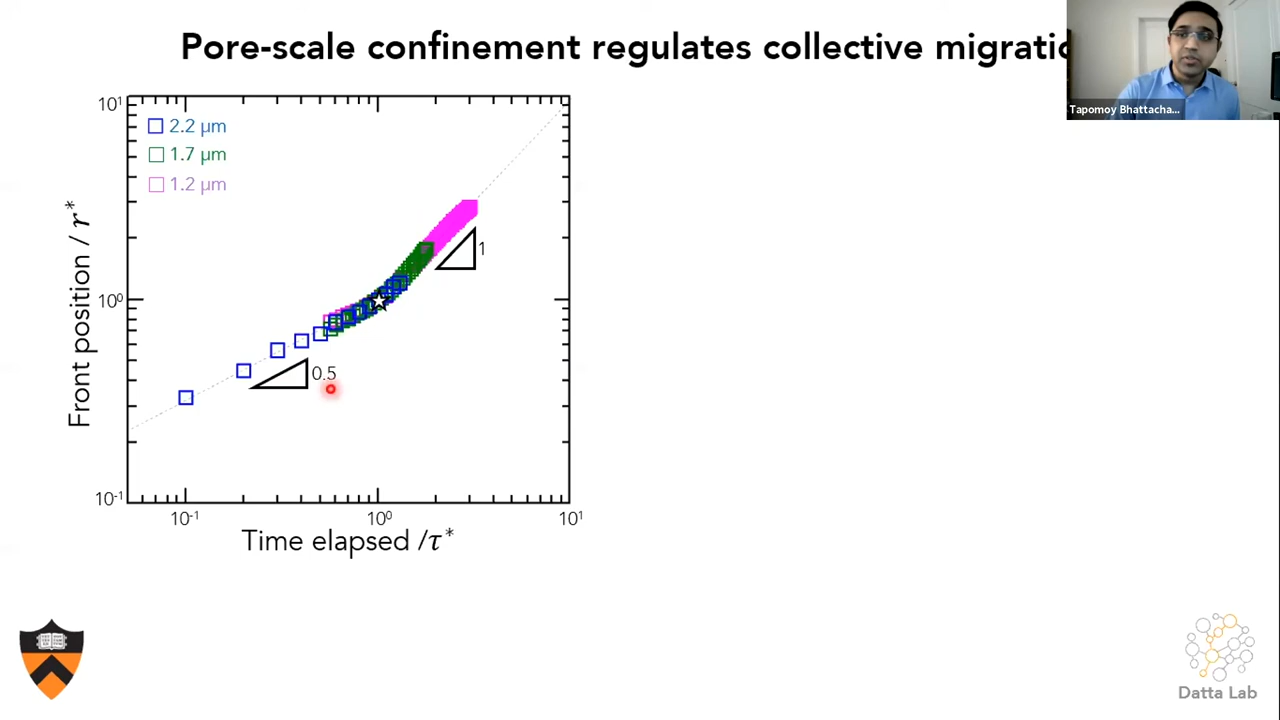 Pore-scale confinement regulates collective migratio
Tapomoy Bhattacha...
10¹
2.2 μm
1.7 μm
1.2 μm
1
10⁰
0.5
10⁻¹
Front position / r*
10⁻¹ 10⁰ 10¹
Time elapsed /τ*
Datta Lab